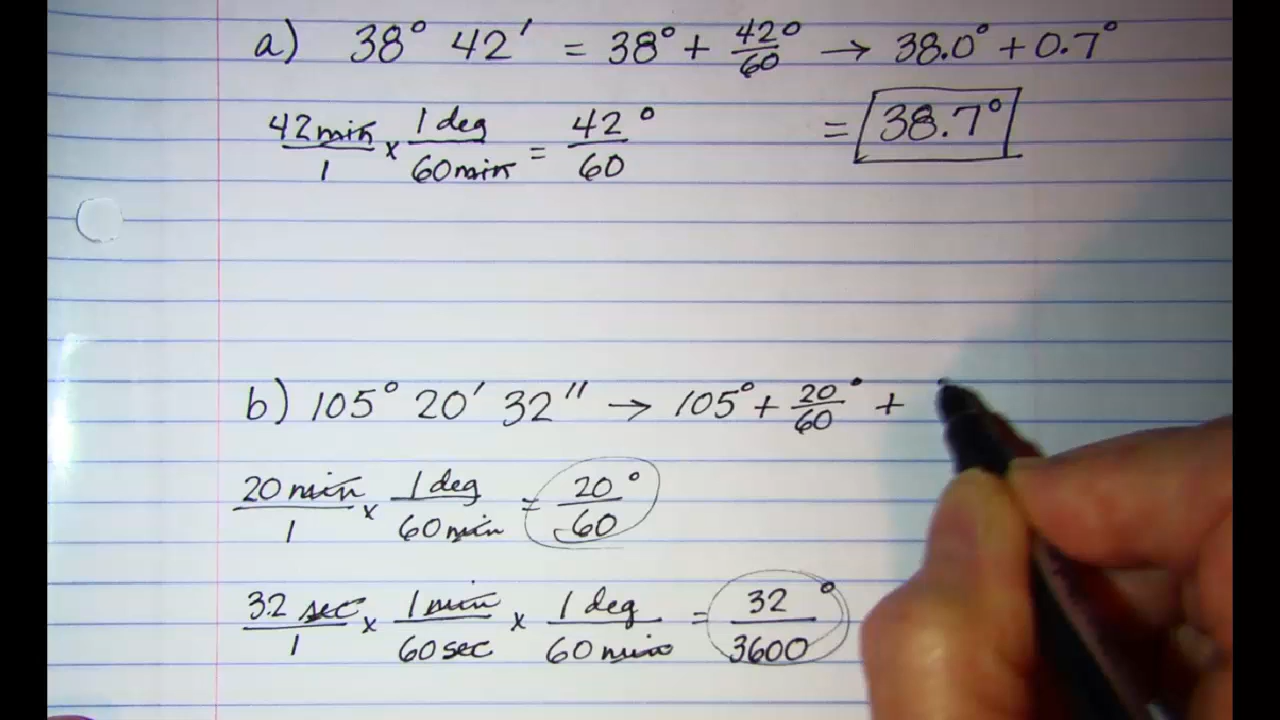 a) 38° 42' = 38° + 42/60° → 38.0° + 0.7°
42 min/1 x 1 deg/60 min = 42/60° = 38.7°
b) 105° 20' 32'' → 105° + 20/60° +
20 min/1 x 1 deg/60 min = 20/60°
32 sec/1 x 1 min/60 sec x 1 deg/60 min = 32/3600°